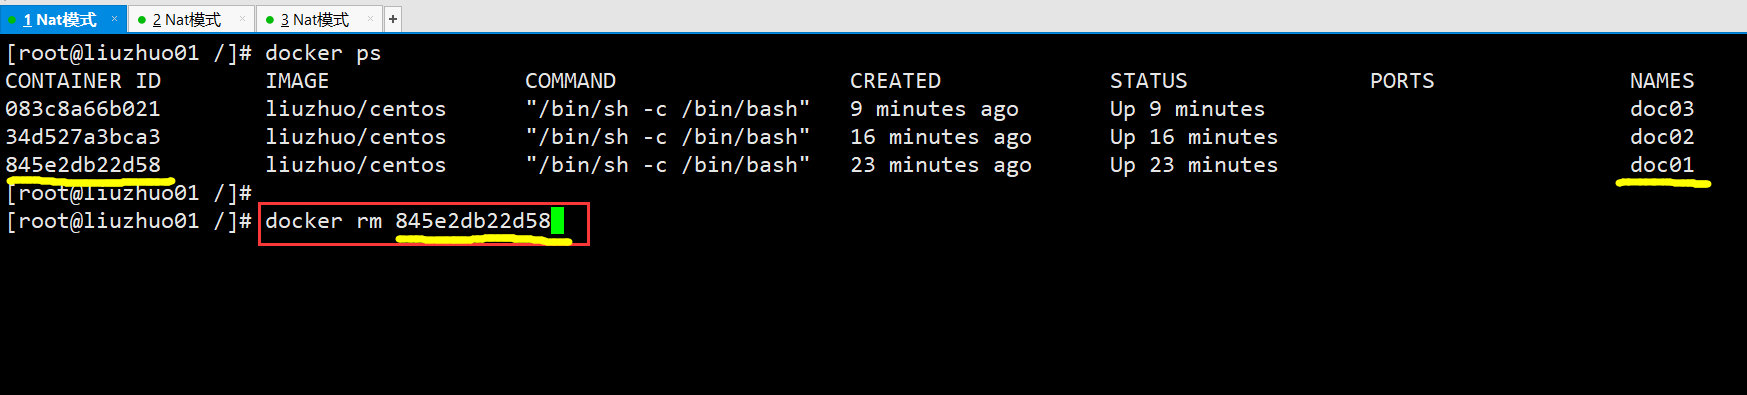 1 Nat模式 × 2 Nat模式 × 3 Nat模式 × +
[root@liuzhuo01 /]# docker ps
CONTAINER ID IMAGE COMMAND CREATED STATUS PORTS NAMES
083c8a66b021 liuzhuo/centos "/bin/sh -c /bin/bash" 9 minutes ago Up 9 minutes doc03
34d527a3bca3 liuzhuo/centos "/bin/sh -c /bin/bash" 16 minutes ago Up 16 minutes doc02
845e2db22d58 liuzhuo/centos "/bin/sh -c /bin/bash" 23 minutes ago Up 23 minutes doc01
[root@liuzhuo01 /]#
[root@liuzhuo01 /]# docker rm 845e2db22d58